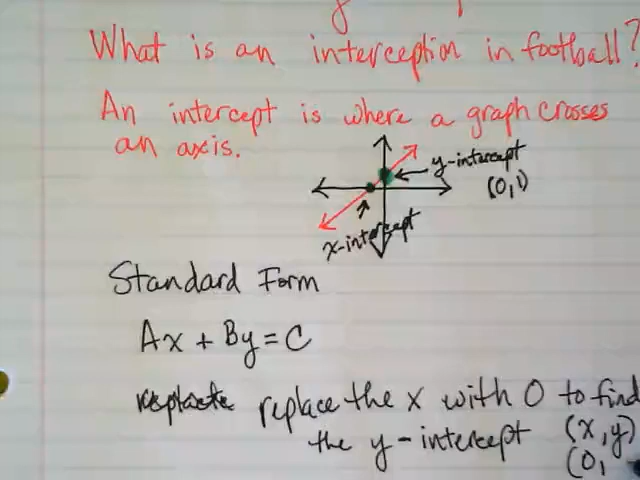 What is an interception in football?
An intercept is where a graph crosses
an axis.
y-intercept
(0,1)
x-intercept
Standard Form
Ax + By = C
replace the x with 0 to find
the y-intercept (x,y)
(0,